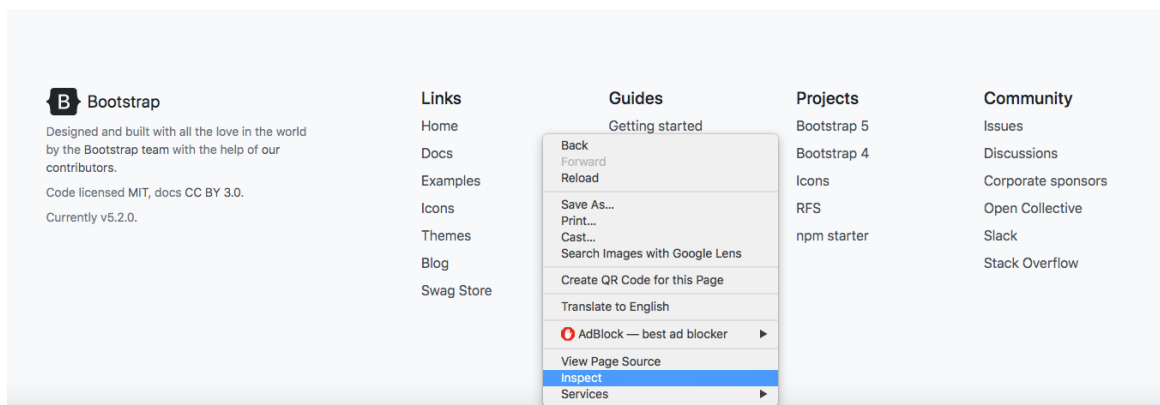 B Bootstrap
Designed and built with all the love in the world
by the Bootstrap team with the help of our
contributors.
Code licensed MIT, docs CC BY 3.0.
Currently v5.2.0.
Links
Home
Docs
Examples
Icons
Themes
Blog
Swag Store
Guides
Getting started
Back
Forward
Reload
Save As...
Print...
Cast...
Search Images with Google Lens
Create QR Code for this Page
Translate to English
AdBlock — best ad blocker
View Page Source
Inspect
Services
Projects
Bootstrap 5
Bootstrap 4
Icons
RFS
npm starter
Community
Issues
Discussions
Corporate sponsors
Open Collective
Slack
Stack Overflow